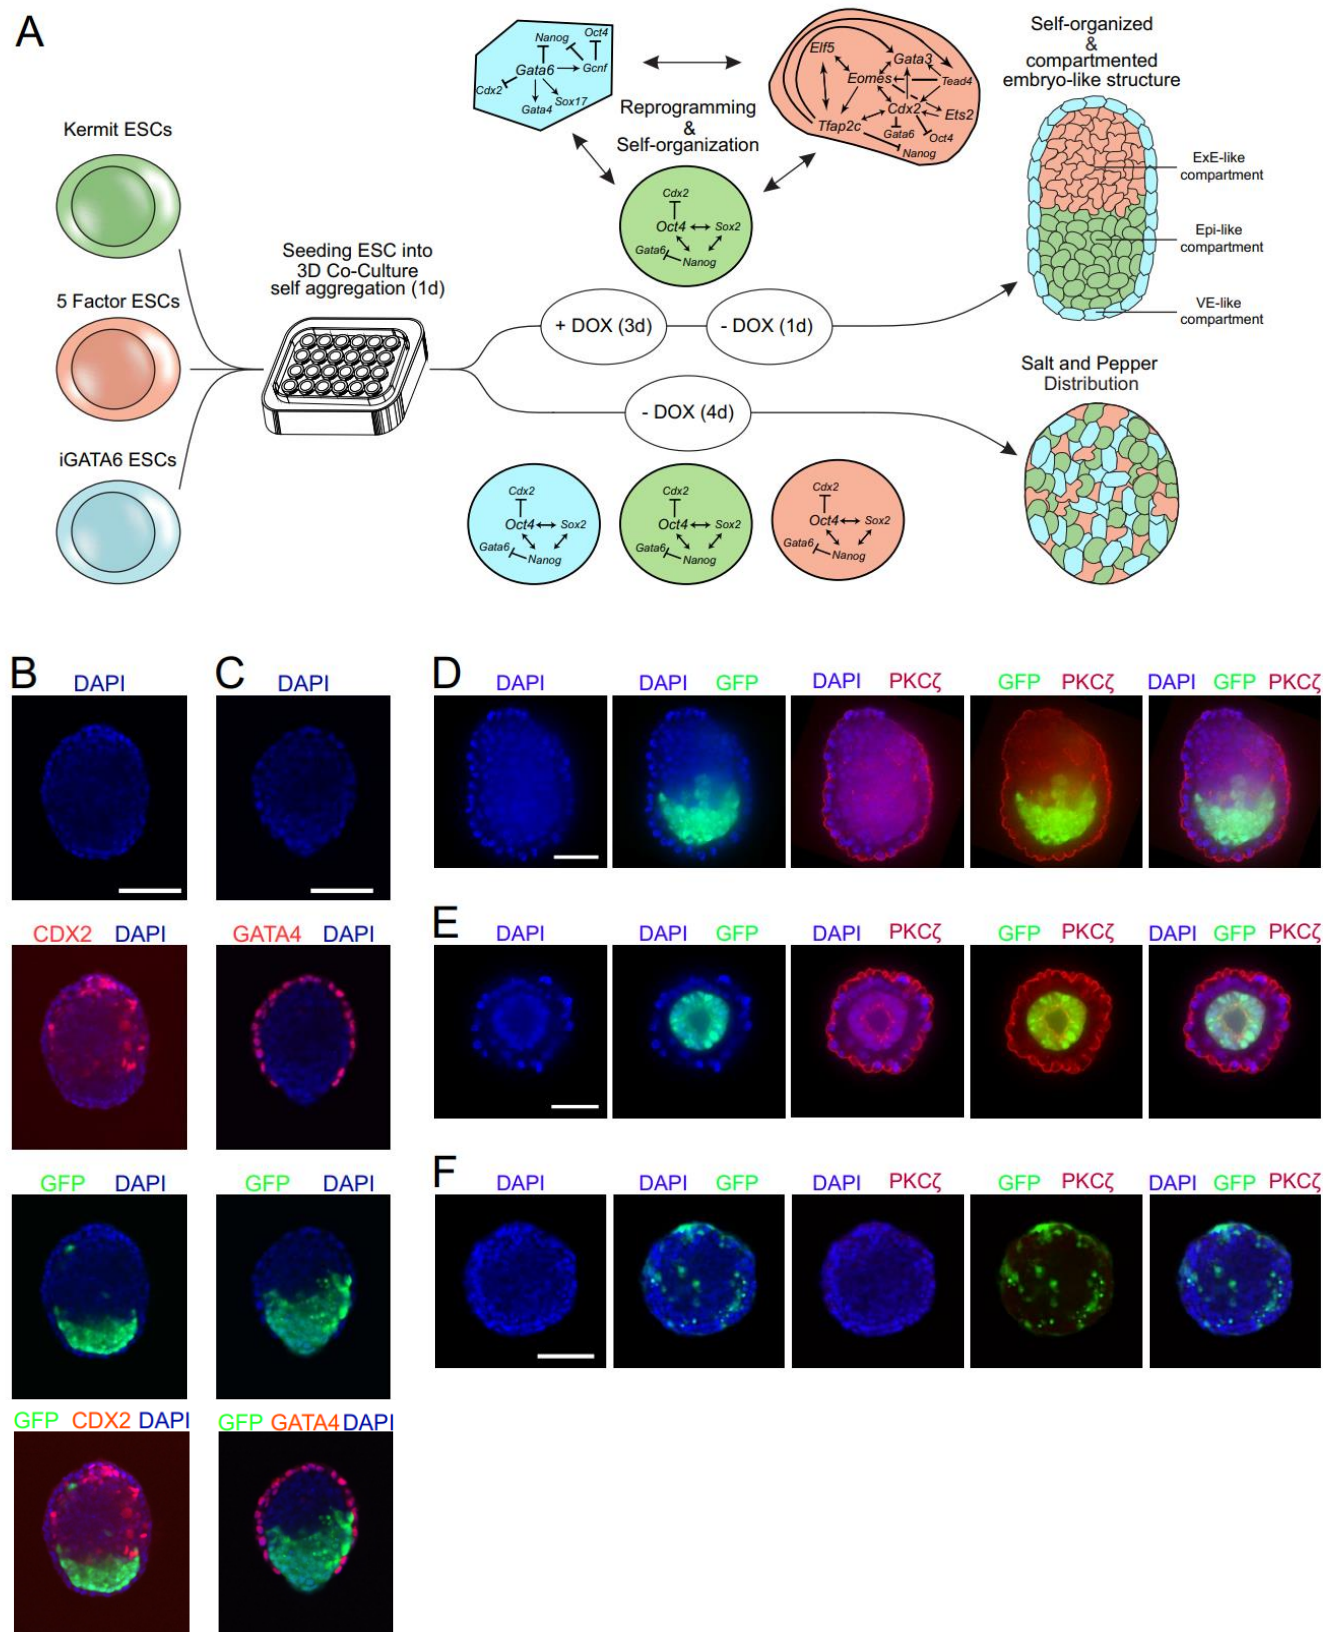 A
Kermit ESCs
5 Factor ESCs
iGATA6 ESCs
Seeding ESC into
3D Co-Culture
self aggregation (1d)
Nanog
Oct4
Gata6
Gcnf
Cdx2
Gata4
Sox17
Reprogramming
&
Self-organization
Elf5
Gata3
Eomes
Tead4
Cdx2
Ets2
Tfap2c
Gata6
Oct4
Nanog
Cdx2
Oct4
Sox2
Gata6
Nanog
+ DOX (3d)
- DOX (1d)
- DOX (4d)
Cdx2
Oct4
Sox2
Gata6
Nanog
Cdx2
Oct4
Sox2
Gata6
Nanog
Cdx2
Oct4
Sox2
Gata6
Nanog
Self-organized
&
compartmented
embryo-like structure
ExE-like
compartment
Epi-like
compartment
VE-like
compartment
Salt and Pepper
Distribution
B
DAPI
CDX2 DAPI
GFP DAPI
GFP CDX2 DAPI
C
DAPI
GATA4 DAPI
GFP DAPI
GFP GATA4 DAPI
D
DAPI
DAPI GFP
DAPI PKCζ
GFP PKCζ
DAPI GFP PKCζ
E
DAPI
DAPI GFP
DAPI PKCζ
GFP PKCζ
DAPI GFP PKCζ
F
DAPI
DAPI GFP
DAPI PKCζ
GFP PKCζ
DAPI GFP PKCζ